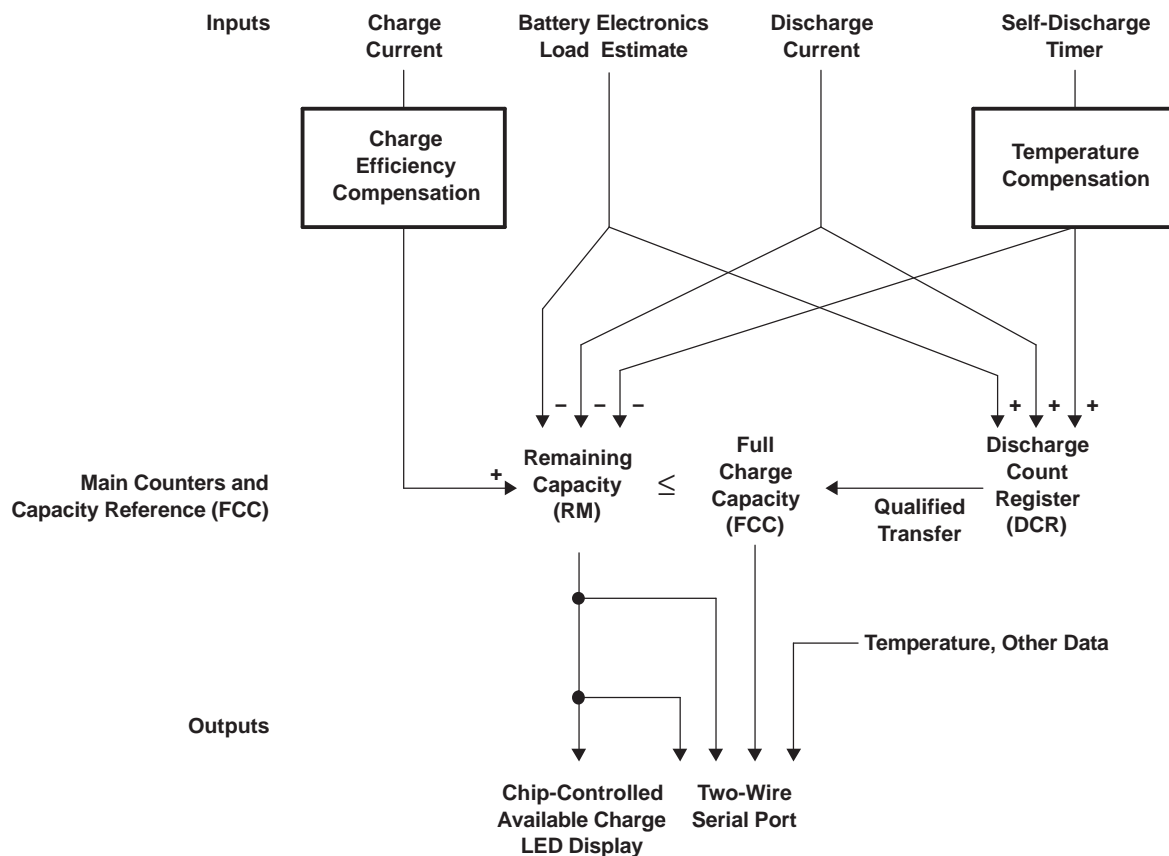 Inputs
Charge
Current
Battery Electronics
Load Estimate
Discharge
Current
Self-Discharge
Timer
Charge
Efficiency
Compensation
Temperature
Compensation
– – –
+ + +
Main Counters and
Capacity Reference (FCC)
+
Remaining
Capacity
(RM)
≤
Full
Charge
Capacity
(FCC)
Qualified
Transfer
Discharge
Count
Register
(DCR)
Temperature, Other Data
Outputs
Chip-Controlled
Available Charge
LED Display
Two-Wire
Serial Port